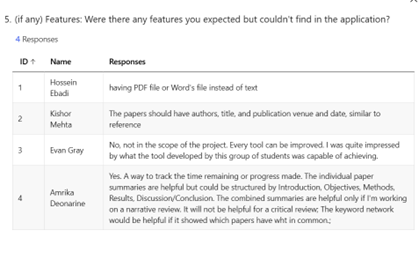 5. (if any) Features: Were there any features you expected but couldn't find in the application?
4 Responses
ID ↑ Name Responses
1 Hossein Ebadi having PDF file or Word's file instead of text
2 Kishor Mehta The papers should have authors, title, and publication venue and date, similar to
reference
3 Evan Gray No, not in the scope of the project. Every tool can be improved. I was quite impressed
by what the tool developed by this group of students was capable of achieving.
4 Amrika Deonarine Yes. A way to track the time remaining or progress made. The individual paper
summaries are helpful but could be structured by Introduction, Objectives, Methods,
Results, Discussion/Conclusion. The combined summaries are helpful only if I'm working
on a narrative review. It will not be helpful for a critical review; The keyword network
would be helpful if it showed which papers have wht in common.;